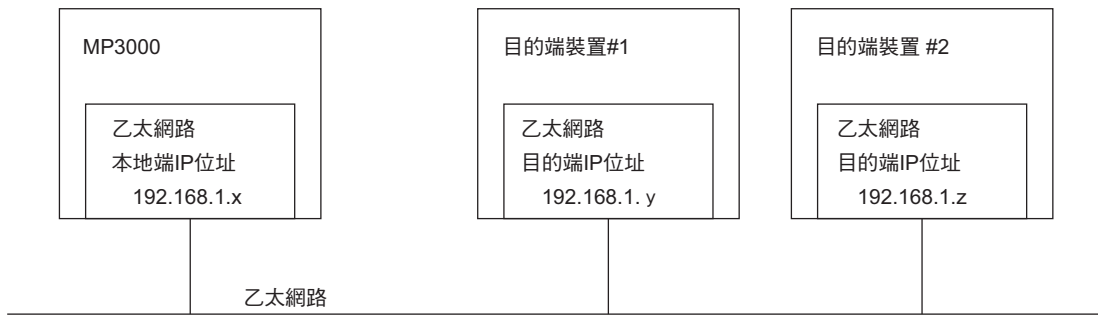 MP3000
乙太網路
本地端IP位址
192.168.1.x
目的端裝置#1
乙太網路
目的端IP位址
192.168.1. y
目的端裝置 #2
乙太網路
目的端IP位址
192.168.1.z
乙太網路